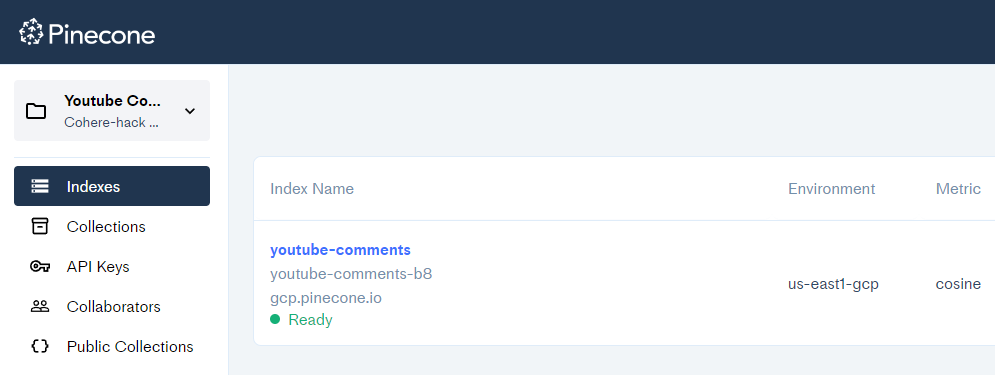 Pinecone
Youtube Co...
Cohere-hack ...
Indexes
Collections
API Keys
Collaborators
Public Collections
Index Name Environment Metric
youtube-comments
youtube-comments-b8
gcp.pinecone.io
us-east1-gcp cosine
Ready